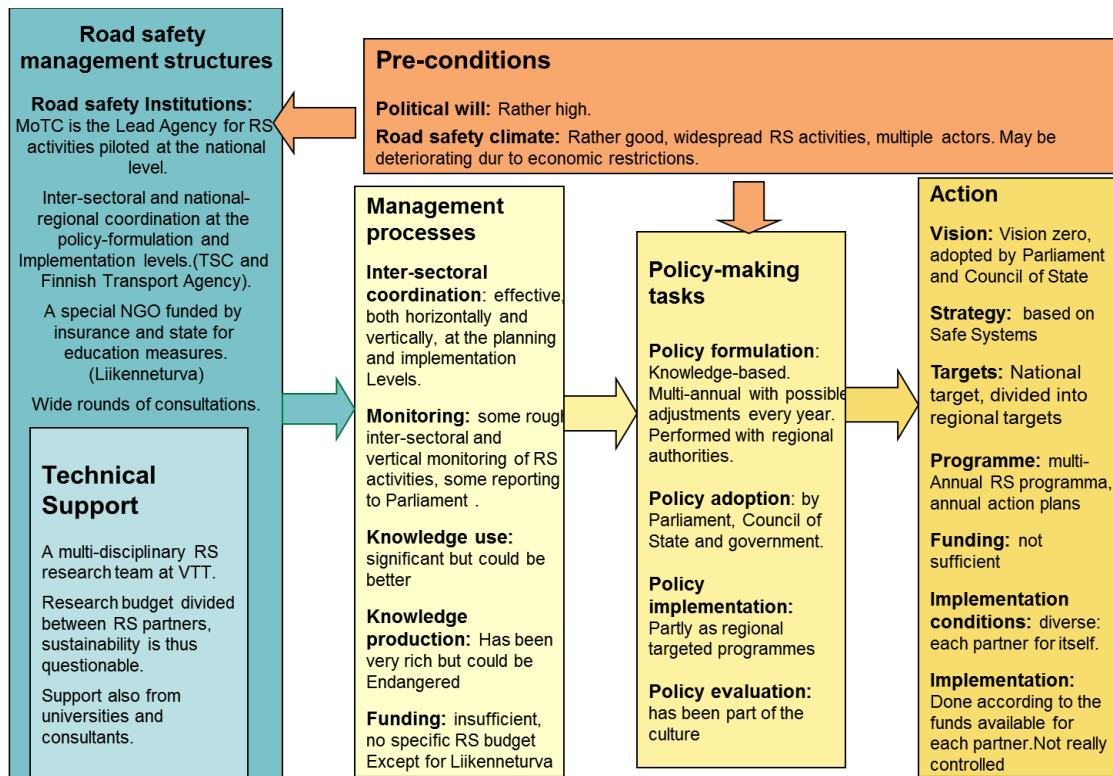 Road safety
management structures
Road safety Institutions:
MoTC is the Lead Agency for RS
activities piloted at the national
level.
Inter-sectoral and national-
regional coordination at the
policy-formulation and
Implementation levels.(TSC and
Finnish Transport Agency).
A special NGO funded by
insurance and state for
education measures.
(Liikenneturva)
Wide rounds of consultations.
Technical
Support
A multi-disciplinary RS
research team at VTT.
Research budget divided
between RS partners,
sustainability is thus
questionable.
Support also from
universities and
consultants.
Pre-conditions
Political will: Rather high.
Road safety climate: Rather good, widespread RS activities, multiple actors. May be
deteriorating dur to economic restrictions.
Management
processes
Inter-sectoral
coordination: effective,
both horizontally and
vertically, at the planning
and implementation
Levels.
Monitoring: some rough
inter-sectoral and
vertical monitoring of RS
activities, some reporting
to Parliament .
Knowledge use:
significant but could be
better
Knowledge
production: Has been
very rich but could be
Endangered
Funding: insufficient,
no specific RS budget
Except for Liikenneturva
Policy-making
tasks
Policy formulation:
Knowledge-based.
Multi-annual with possible
adjustments every year.
Performed with regional
authorities.
Policy adoption: by
Parliament, Council of
State and government.
Policy
implementation:
Partly as regional
targeted programmes
Policy evaluation:
has been part of the
culture
Action
Vision: Vision zero,
adopted by Parliament
and Council of State
Strategy: based on
Safe Systems
Targets: National
target, divided into
regional targets
Programme: multi-
Annual RS programma,
annual action plans
Funding: not
sufficient
Implementation
conditions: diverse:
each partner for itself.
Implementation:
Done according to the
funds available for
each partner.Not really
controlled